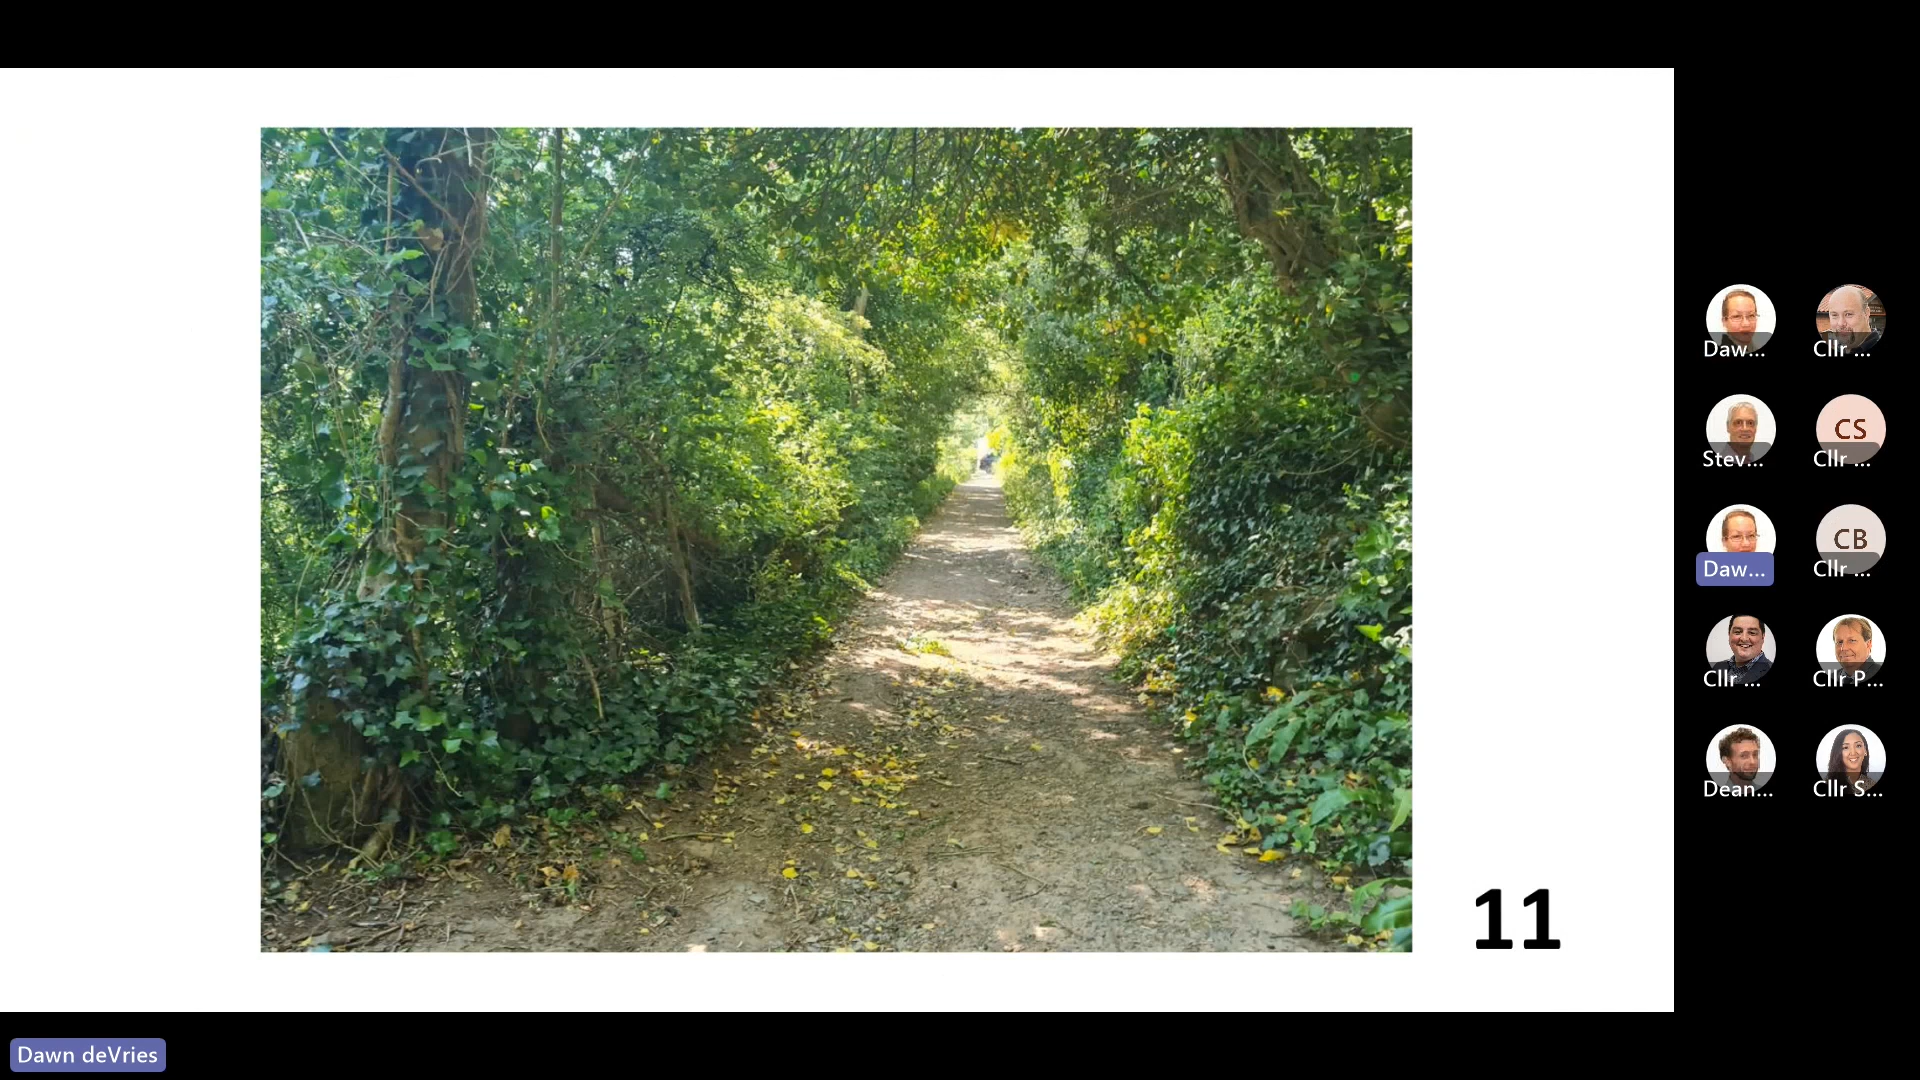 Daw...
Cllr ...
Stev...
CS
Cllr ...
Daw...
CB
Cllr ...
Cllr ...
Cllr P...
Dean...
Cllr S...
11
Dawn deVries